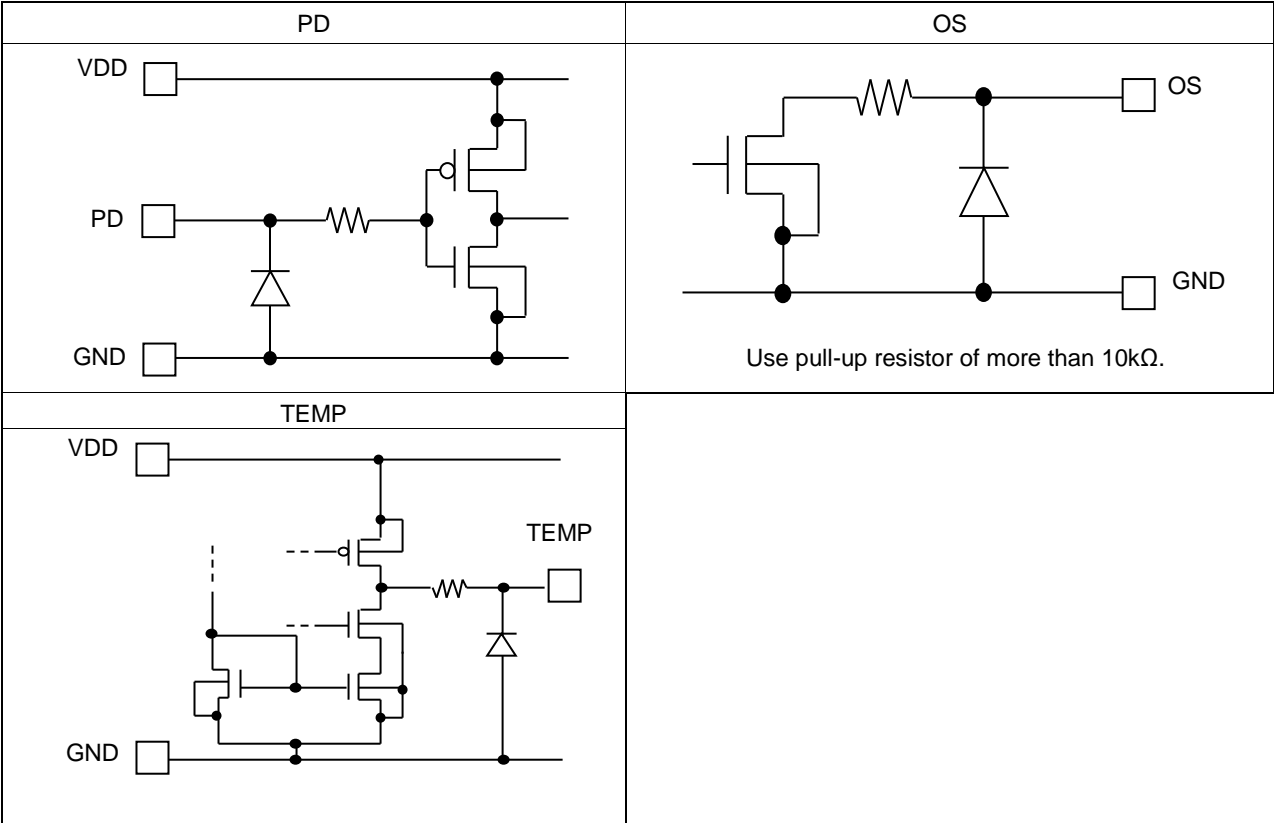 PD
OS
VDD
PD
GND
OS
GND
Use pull-up resistor of more than 10kΩ.
TEMP
VDD
TEMP
GND